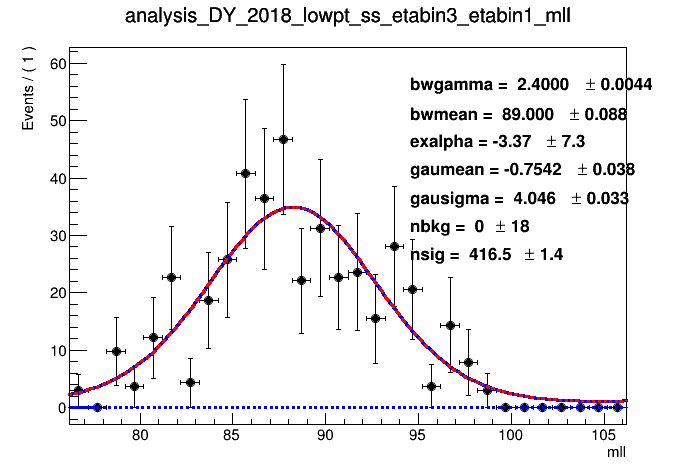 analysis_DY_2018_lowpt_ss_etabin3_etabin1_mll
Events / ( 1 )
60
50
40
30
20
10
0
bwgamma = 2.4000 ± 0.0044
bwmean = 89.000 ± 0.088
exalpha = -3.37 ± 7.3
gaumean = -0.7542 ± 0.038
gausigma = 4.046 ± 0.033
nbkg = 0 ± 18
nsig = 416.5 ± 1.4
80 85 90 95 100 105
mll